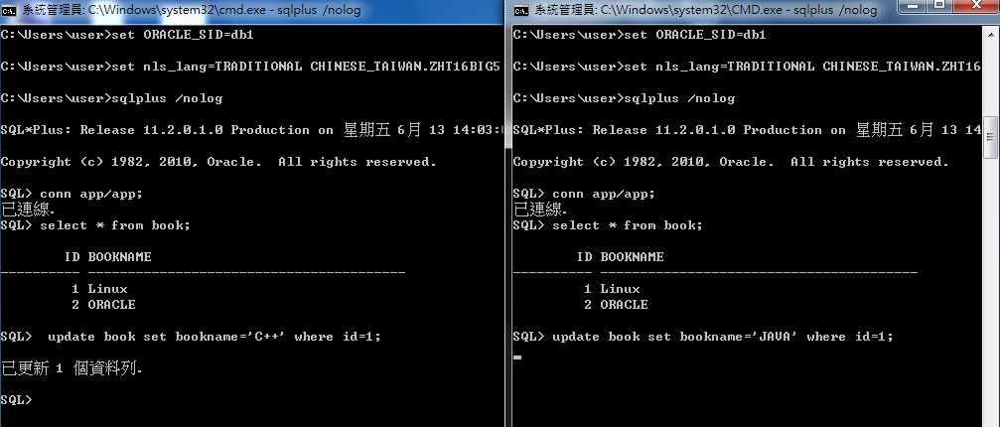 系統管理員: C:\Windows\system32\cmd.exe - sqlplus /nolog
C:\Users\user>set ORACLE_SID=db1
C:\Users\user>set nls_lang=TRADITIONAL CHINESE_TAIWAN.ZHT16BIG5
C:\Users\user>sqlplus /nolog
SQL*Plus: Release 11.2.0.1.0 Production on 星期五 6月 13 14:03:
Copyright (c) 1982, 2010, Oracle.  All rights reserved.
SQL> conn app/app;
已連線.
SQL> select * from book;
ID BOOKNAME
---------- ----------------------------------------
1 Linux
2 ORACLE
SQL>  update book set bookname='C++' where id=1;
已更新 1 個資料列.
SQL>
系統管理員: C:\Windows\system32\CMD.exe - sqlplus /nolog
C:\Users\user>set ORACLE_SID=db1
C:\Users\user>set nls_lang=TRADITIONAL CHINESE_TAIWAN.ZHT16
C:\Users\user>sqlplus /nolog
SQL*Plus: Release 11.2.0.1.0 Production on 星期五 6月 13 14
Copyright (c) 1982, 2010, Oracle.  All rights reserved.
SQL> conn app/app;
已連線.
SQL> select * from book;
ID BOOKNAME
---------- ----------------------------------------
1 Linux
2 ORACLE
SQL> update book set bookname='JAVA' where id=1;